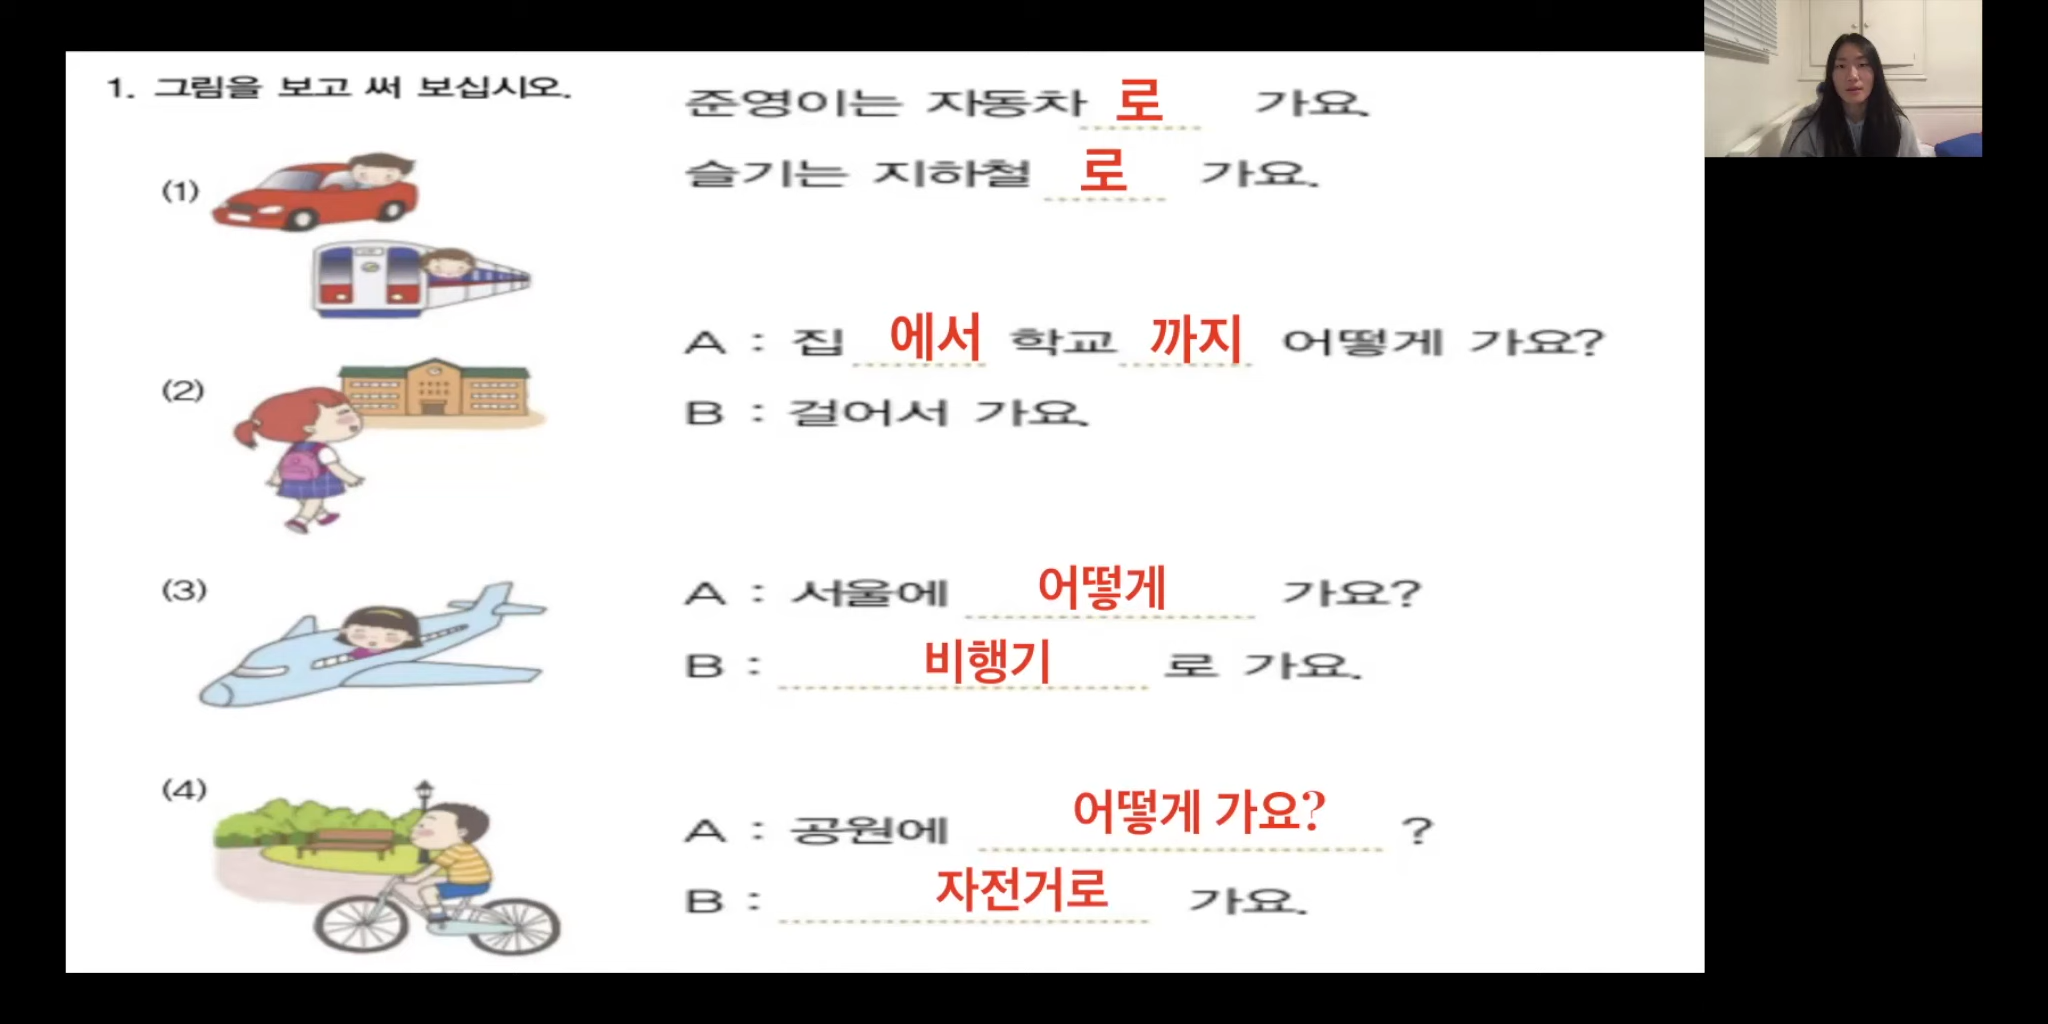 1. 그림을 보고 써 보십시오.
(1)
준영이는 자동차 로 가요.
슬기는 지하철 로 가요.
(2)
A : 집 에서 학교 까지 어떻게 가요?
B : 걸어서 가요.
(3)
A : 서울에 어떻게 가요?
B : 비행기 로 가요.
(4)
A : 공원에 어떻게 가요? ?
B : 자전거로 가요.